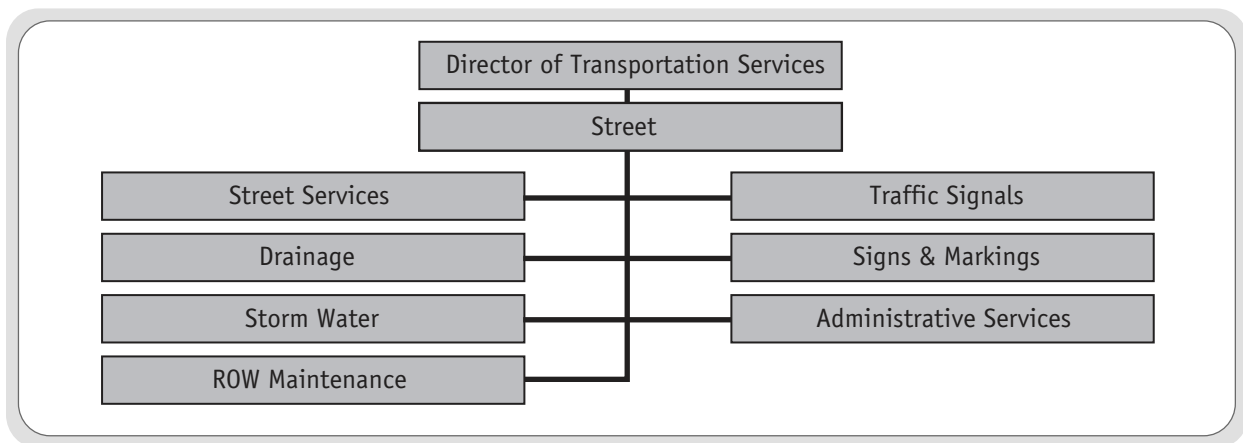 Director of Transportation Services
Street
Street Services
Traffic Signals
Drainage
Signs & Markings
Storm Water
Administrative Services
ROW Maintenance